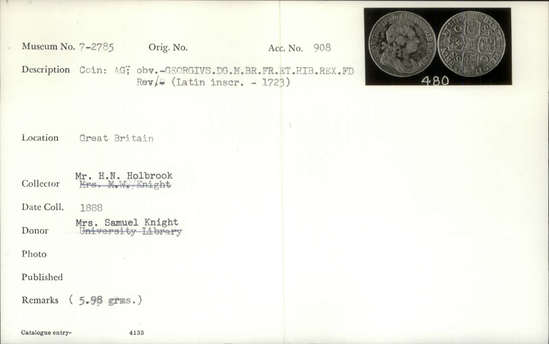 Museum No. 7-2785 Orig. No. Acc. No. 908
Description Coin: AG; obv.-GEORGIVS.DG.M.BR.FR.ET.HIB.REX.FD
Rev/- (Latin inscr. - 1723)
480
Location Great Britain
Mr. H.N. Holbrook
Collector Mrs. M.W. Knight
Date Coll. 1888
Mrs. Samuel Knight
Donor University Library
Photo
Published
Remarks ( 5.98 grms.)
Catalogue entry- 4155